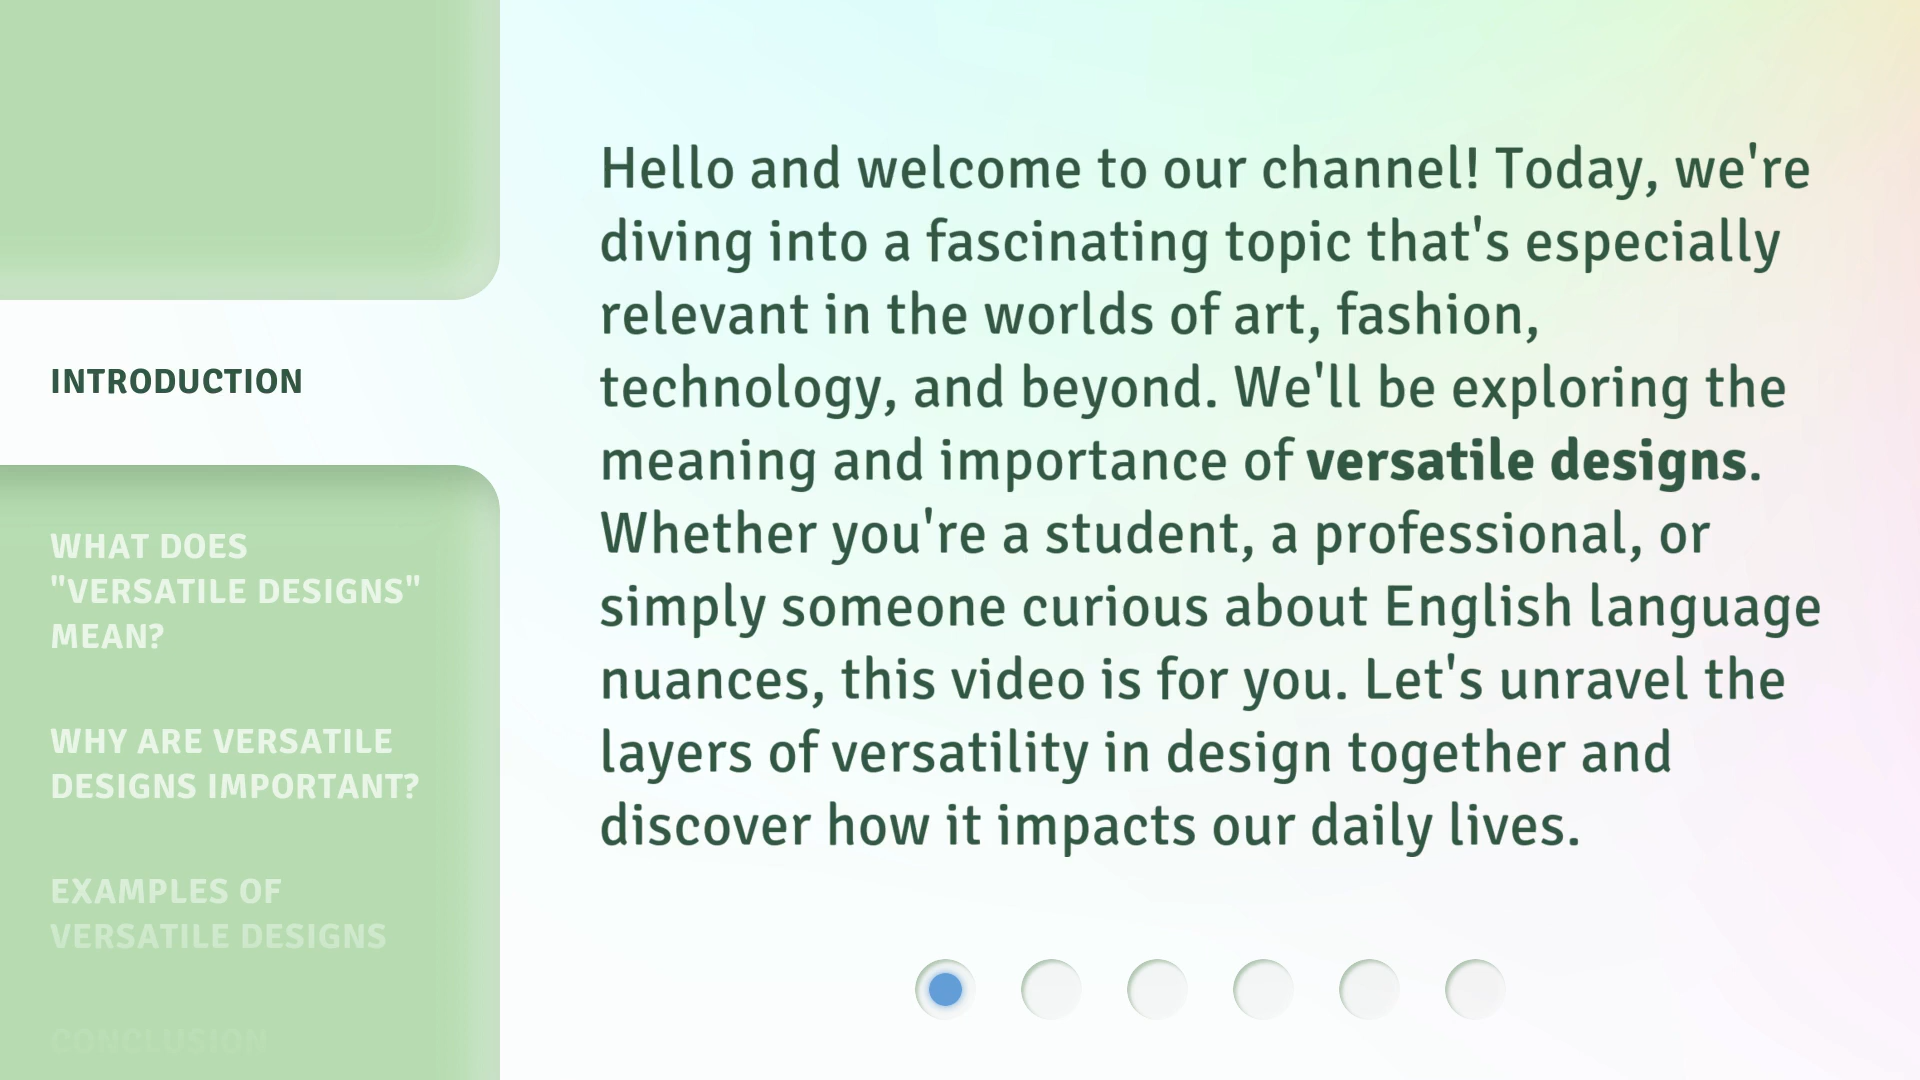 INTRODUCTION
WHAT DOES
"VERSATILE DESIGNS"
MEAN?
WHY ARE VERSATILE
DESIGNS IMPORTANT?
EXAMPLES OF
VERSATILE DESIGNS
CONCLUSION
Hello and welcome to our channel! Today, we're
diving into a fascinating topic that's especially
relevant in the worlds of art, fashion,
technology, and beyond. We'll be exploring the
meaning and importance of versatile designs.
Whether you're a student, a professional, or
simply someone curious about English language
nuances, this video is for you. Let's unravel the
layers of versatility in design together and
discover how it impacts our daily lives.